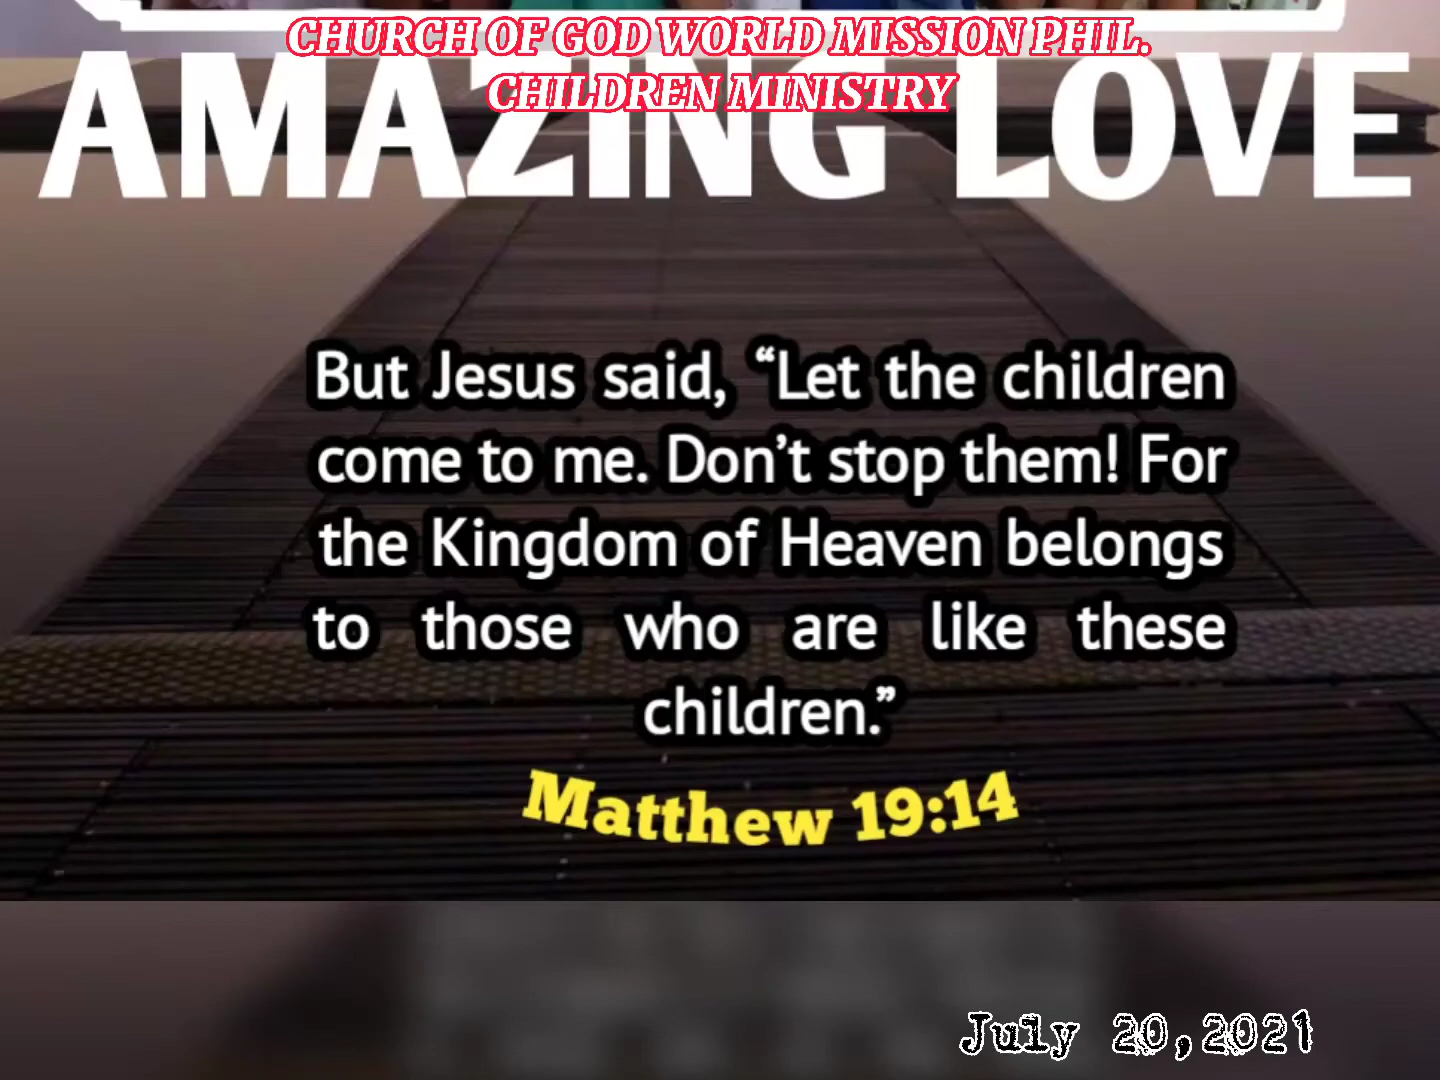 CHURCH OF GOD WORLD MISSION PHIL.
CHILDREN MINISTRY
AMAZING LOVE
But Jesus said, “Let the children
come to me. Don’t stop them! For
the Kingdom of Heaven belongs
to those who are like these
children.”
Matthew 19:14
July 20,2021